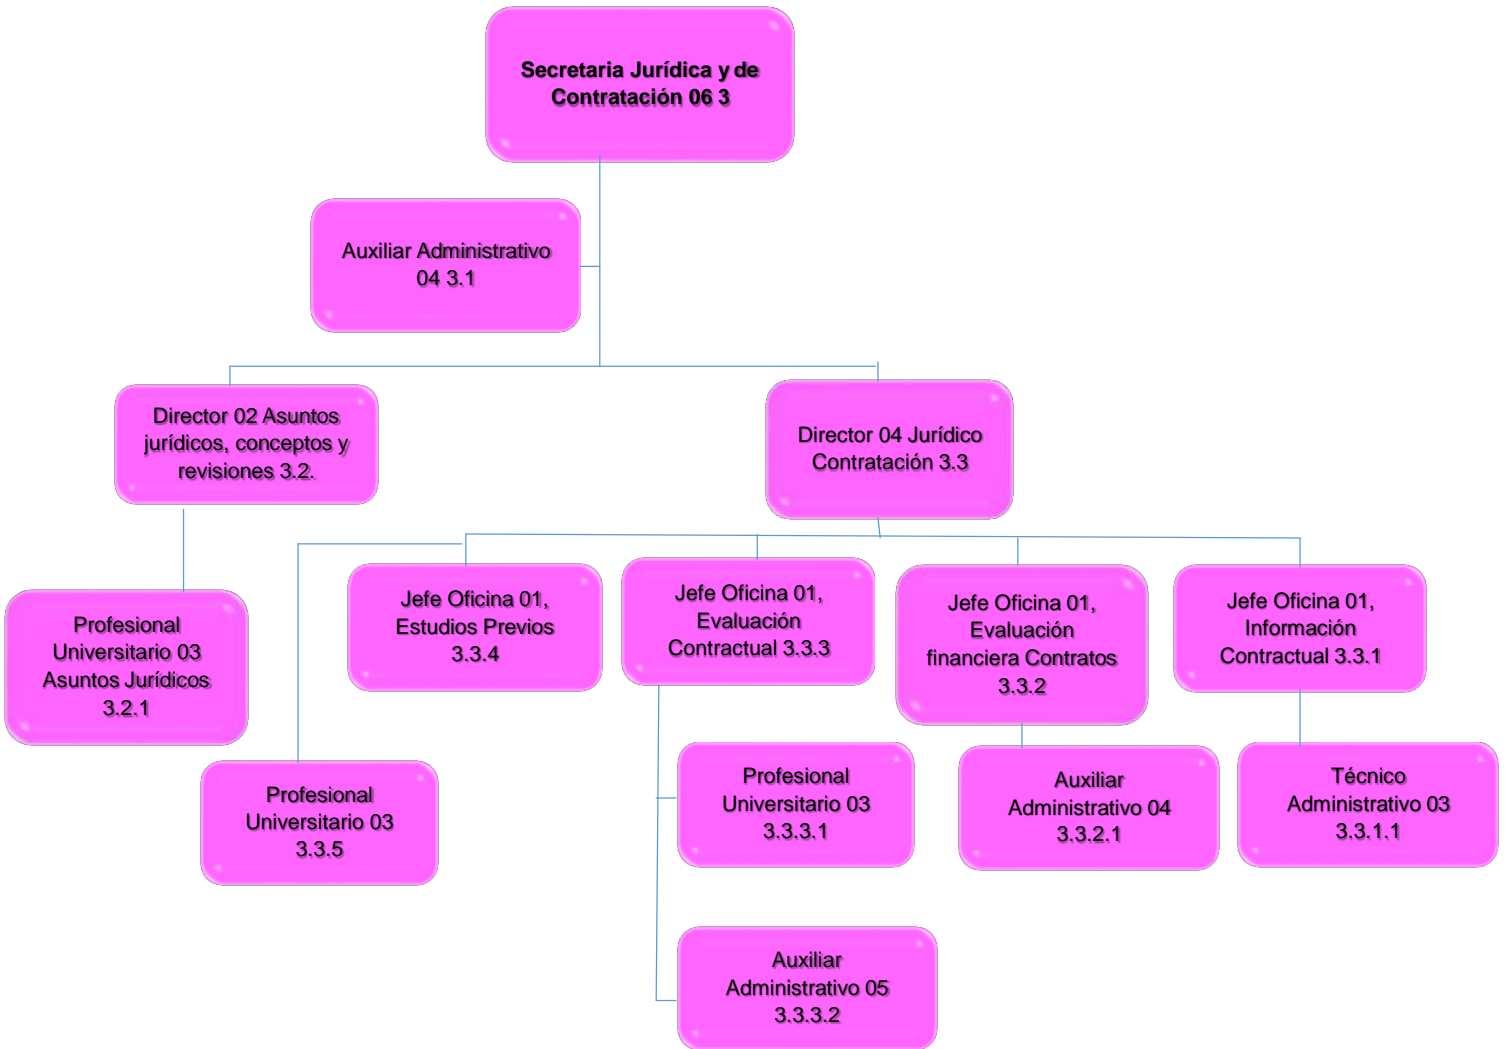 Secretaria Jurídica y de
Contratación 06 3
Auxiliar Administrativo
04 3.1
Director 02 Asuntos
jurídicos, conceptos y
revisiones 3.2.
Director 04 Jurídico
Contratación 3.3
Profesional
Universitario 03
Asuntos Jurídicos
3.2.1
Jefe Oficina 01,
Estudios Previos
3.3.4
Jefe Oficina 01,
Evaluación
Contractual 3.3.3
Jefe Oficina 01,
Evaluación
financiera Contratos
3.3.2
Jefe Oficina 01,
Información
Contractual 3.3.1
Profesional
Universitario 03
3.3.5
Profesional
Universitario 03
3.3.3.1
Auxiliar
Administrativo 04
3.3.2.1
Técnico
Administrativo 03
3.3.1.1
Auxiliar
Administrativo 05
3.3.3.2